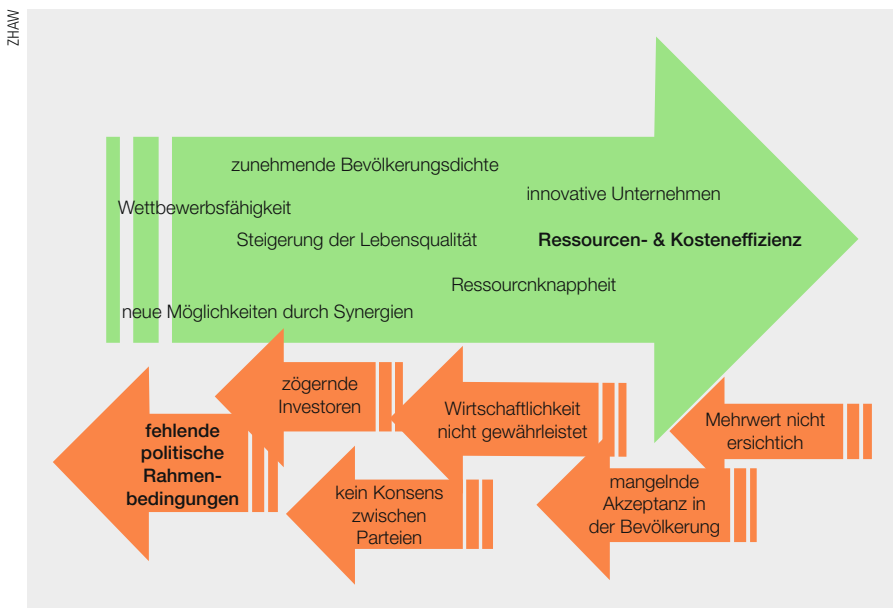 ZHAW
zunehmende Bevölkerungsdichte
innovative Unternehmen
Wettbewerbsfähigkeit
Steigerung der Lebensqualität
Ressourcen- & Kosteneffizienz
Ressourcnknappheit
neue Möglichkeiten durch Synergien
zögernde
Investoren
Wirtschaftlichkeit
nicht gewährleistet
Mehrwert nicht
ersichtich
fehlende
politische
Rahmen-
bedingungen
kein Konsens
zwischen
Parteien
mangelnde
Akzeptanz in
der Bevölkerung